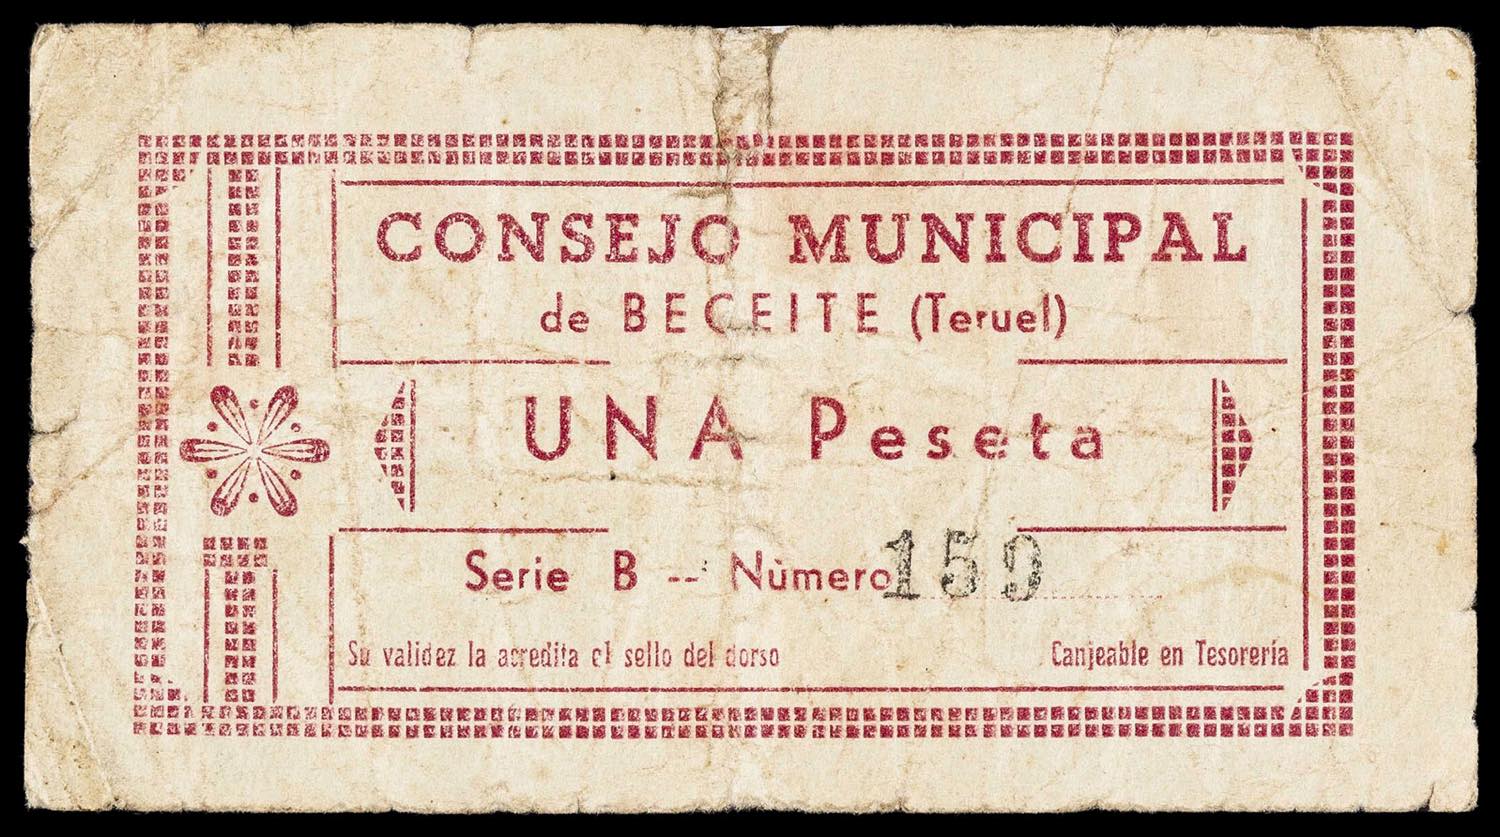 CONSEJO MUNICIPAL
de BECEITE (Teruel)
UNA Peseta
Serie B -- Nùmero 159
Su validez la acredita el sello del dorso
Canjeable en Tesorería